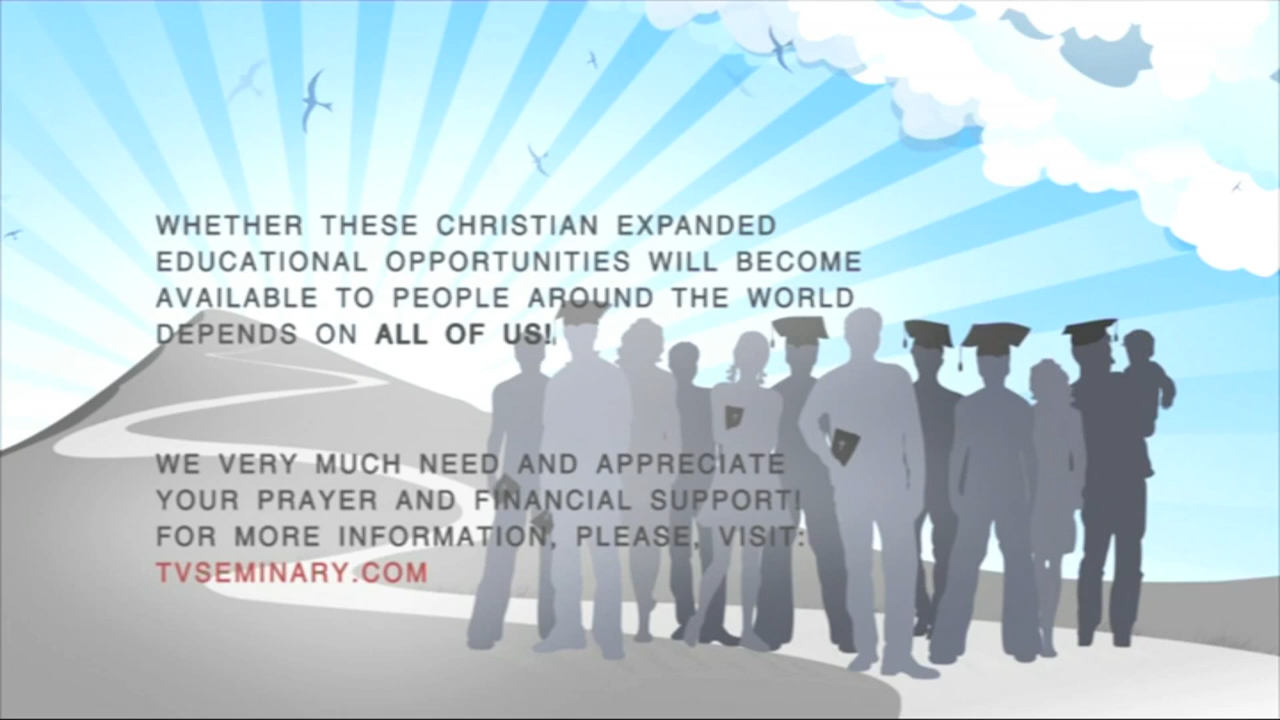 WHETHER THESE CHRISTIAN EXPANDED
EDUCATIONAL OPPORTUNITIES WILL BECOME
AVAILABLE TO PEOPLE AROUND THE WORLD
DEPENDS ON ALL OF US!
WE VERY MUCH NEED AND APPRECIATE
YOUR PRAYER AND FINANCIAL SUPPORT!
FOR MORE INFORMATION, PLEASE, VISIT:
TVSEMINARY.COM